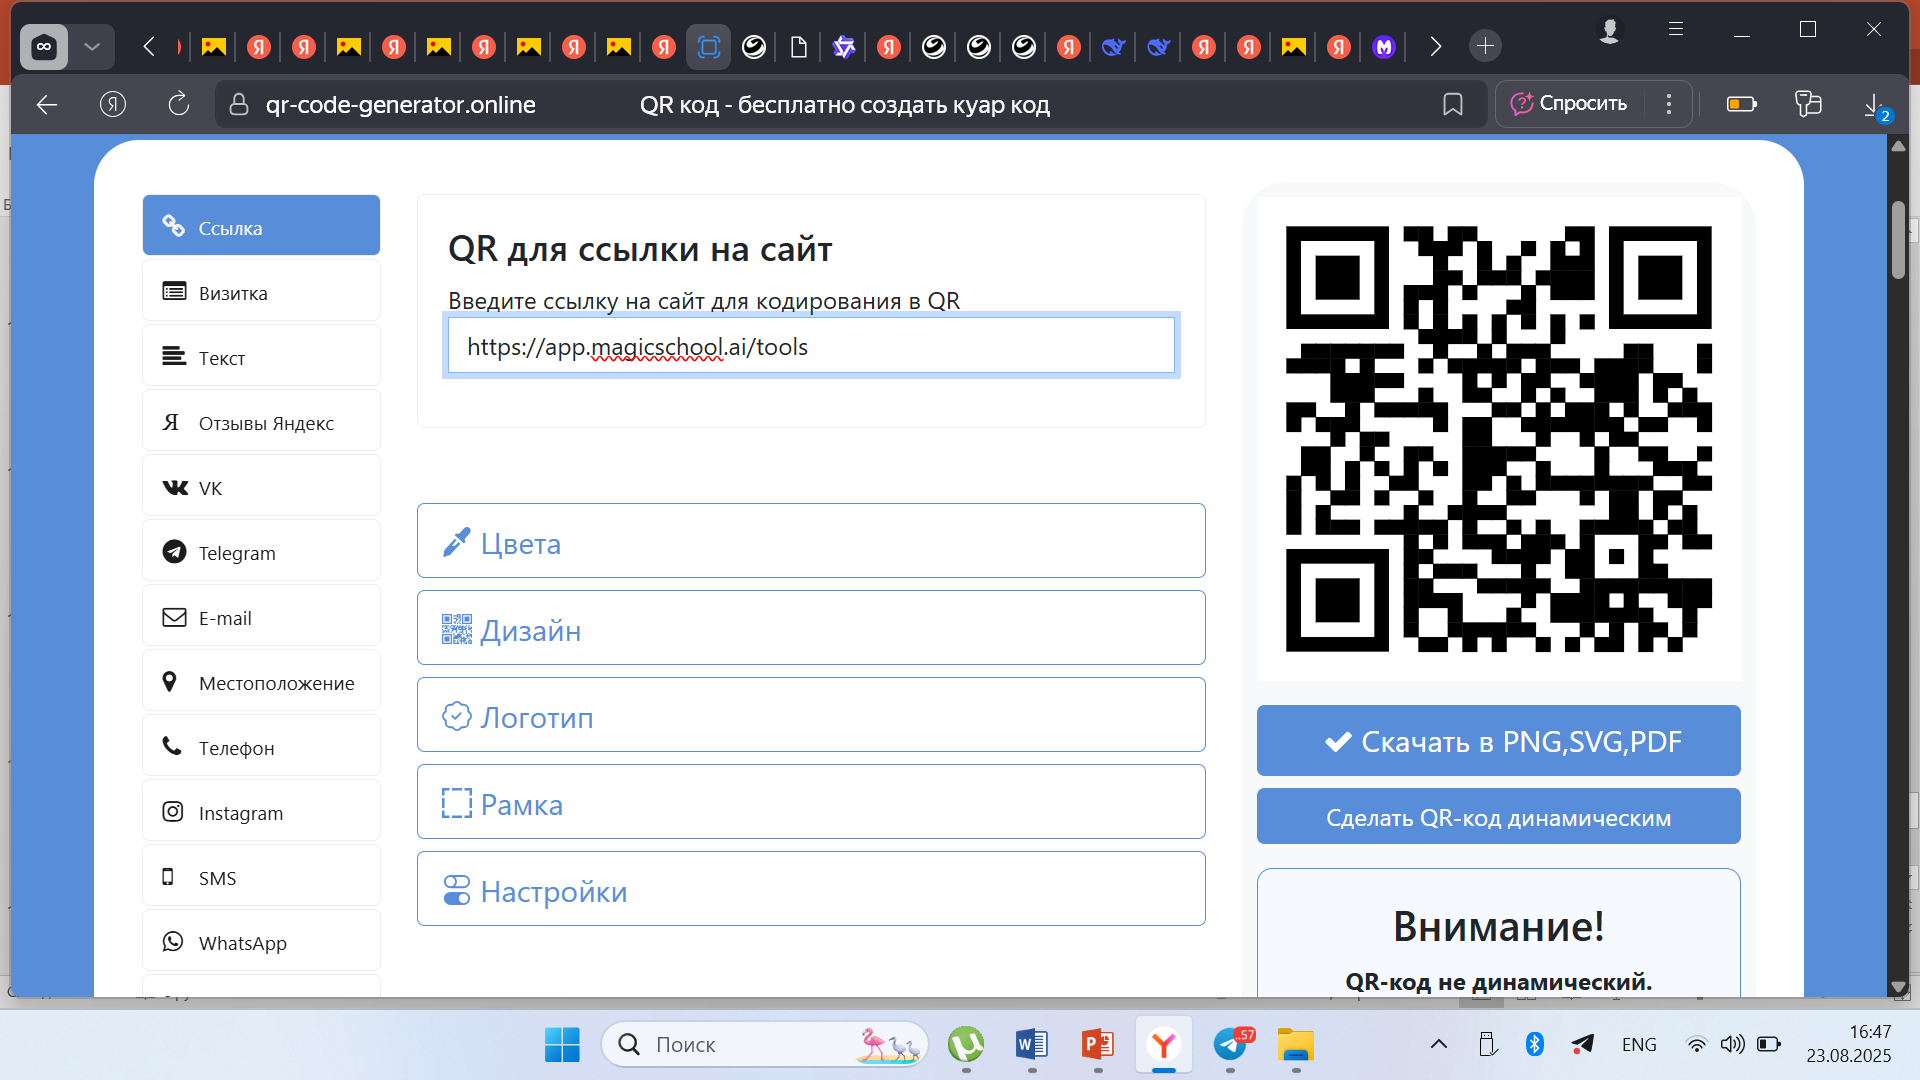 qr-code-generator.online
QR код - бесплатно создать куар код
Спросить
2
Ссылка
Визитка
Текст
Отзывы Яндекс
VK
Telegram
E-mail
Местоположение
Телефон
Instagram
SMS
WhatsApp
QR для ссылки на сайт
Введите ссылку на сайт для кодирования в QR
https://app.magicschool.ai/tools
Цвета
Дизайн
Логотип
Рамка
Настройки
Скачать в PNG,SVG,PDF
Сделать QR-код динамическим
Внимание!
QR-код не динамический.
Поиск
..57
ENG
16:47
23.08.2025